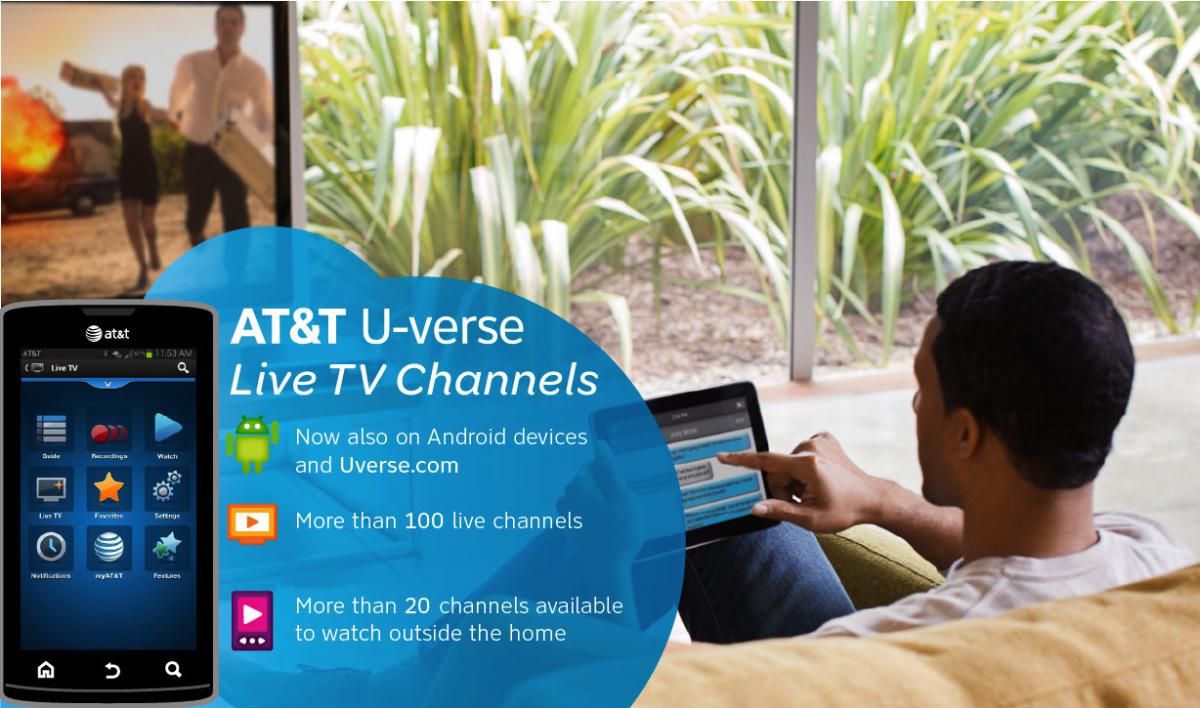 AT&T U-verse
Live TV Channels
Now also on Android devices
and Uverse.com
More than 100 live channels
More than 20 channels available
to watch outside the home
at&t
AT&T 11:53 AM
Live TV
Guide Recordings Watch
Live TV Favorites Settings
Notifications myAT&T Features